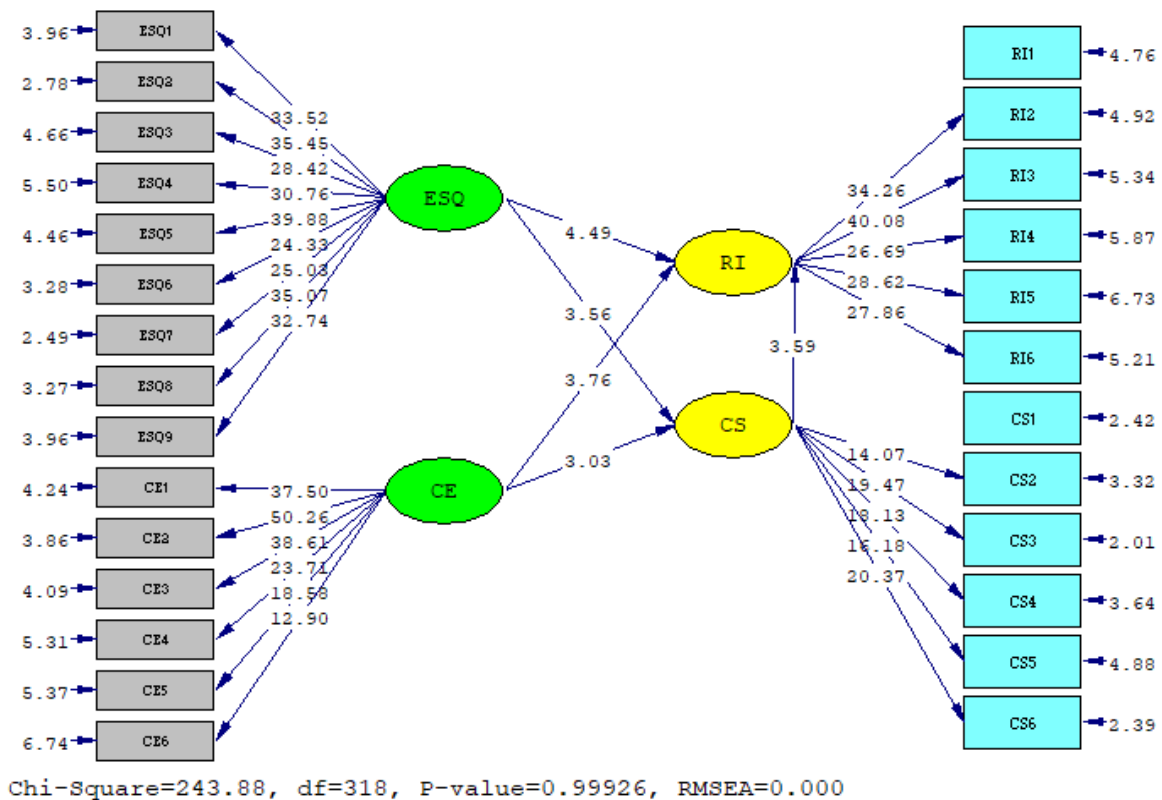 3.96 ESQ1
2.78 ESQ2
4.66 ESQ3
5.50 ESQ4
4.46 ESQ5
3.28 ESQ6
2.49 ESQ7
3.27 ESQ8
3.96 ESQ9
4.24 CE1
3.86 CE2
4.09 CE3
5.31 CE4
5.37 CE5
6.74 CE6
33.52
35.45
28.42
30.76
39.88
24.33
25.03
35.07
32.74
37.50
50.26
38.61
23.71
18.58
12.90
ESQ
CE
4.49
3.56
3.76
3.03
RI
3.59
CS
34.26
40.08
26.69
28.62
27.86
14.07
19.47
18.13
16.18
20.37
RI1 4.76
RI2 4.92
RI3 5.34
RI4 5.87
RI5 6.73
RI6 5.21
CS1 2.42
CS2 3.32
CS3 2.01
CS4 3.64
CS5 4.88
CS6 2.39
Chi-Square=243.88, df=318, P-value=0.99926, RMSEA=0.000